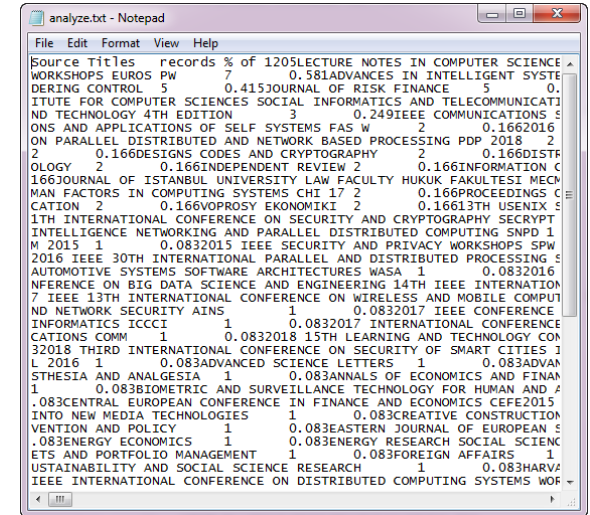 analyze.txt - Notepad
File Edit Format View Help
Source Titles records % of 1205LECTURE NOTES IN COMPUTER SCIENCE
WORKSHOPS EUROS PW 7 0.581ADVANCES IN INTELLIGENT SYSTE
DERING CONTROL 5 0.415JOURNAL OF RISK FINANCE 5 0.
ITUTE FOR COMPUTER SCIENCES SOCIAL INFORMATICS AND TELECOMMUNICATI
ND TECHNOLOGY 4TH EDITION 3 0.249IEEE COMMUNICATIONS S
ONS AND APPLICATIONS OF SELF SYSTEMS FAS W 2 0.1662016
ON PARALLEL DISTRIBUTED AND NETWORK BASED PROCESSING PDP 2018 2
2 0.166DESIGNS CODES AND CRYPTOGRAPHY 2 0.166DISTR
OLOGY 2 0.166INDEPENDENT REVIEW 2 0.166INFORMATION C
166JOURNAL OF ISTANBUL UNIVERSITY LAW FACULTY HUKUK FAKULTESI MECM
MAN FACTORS IN COMPUTING SYSTEMS CHI 17 2 0.166PROCEEDINGS C
CATION 2 0.166VOPROSY EKONOMIKI 2 0.16613TH USENIX S
1TH INTERNATIONAL CONFERENCE ON SECURITY AND CRYPTOGRAPHY SECRYPT
INTELLIGENCE NETWORKING AND PARALLEL DISTRIBUTED COMPUTING SNPD 1
M 2015 1 0.0832015 IEEE SECURITY AND PRIVACY WORKSHOPS SPW
2016 IEEE 30TH INTERNATIONAL PARALLEL AND DISTRIBUTED PROCESSING S
AUTOMOTIVE SYSTEMS SOFTWARE ARCHITECTURES WASA 1 0.0832016
NFERENCE ON BIG DATA SCIENCE AND ENGINEERING 14TH IEEE INTERNATION
7 IEEE 13TH INTERNATIONAL CONFERENCE ON WIRELESS AND MOBILE COMPUT
ND NETWORK SECURITY AINS 1 0.0832017 IEEE CONFERENCE
INFORMATICS ICCCI 1 0.0832017 INTERNATIONAL CONFERENCE
CATIONS COMM 1 0.0832018 15TH LEARNING AND TECHNOLOGY CON
32018 THIRD INTERNATIONAL CONFERENCE ON SECURITY OF SMART CITIES I
L 2016 1 0.083ADVANCED SCIENCE LETTERS 1 0.083ADVAN
STHESIA AND ANALGESIA 1 0.083ANNALS OF ECONOMICS AND FINAN
1 0.083BIOMETRIC AND SURVEILLANCE TECHNOLOGY FOR HUMAN AND A
.083CENTRAL EUROPEAN CONFERENCE IN FINANCE AND ECONOMICS CEFE2015
INTO NEW MEDIA TECHNOLOGIES 1 0.083CREATIVE CONSTRUCTION
VENTION AND POLICY 1 0.083EASTERN JOURNAL OF EUROPEAN S
.083ENERGY ECONOMICS 1 0.083ENERGY RESEARCH SOCIAL SCIENC
ETS AND PORTFOLIO MANAGEMENT 1 0.083FOREIGN AFFAIRS 1
USTAINABILITY AND SOCIAL SCIENCE RESEARCH 1 0.083HARVA
IEEE INTERNATIONAL CONFERENCE ON DISTRIBUTED COMPUTING SYSTEMS WOR